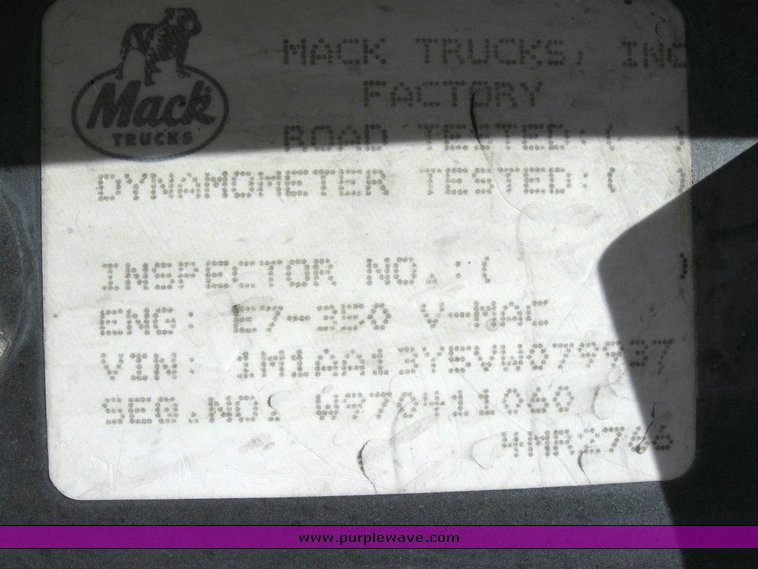 Mack
TRUCKS
MACK TRUCKS, INC
FACTORY
ROAD TESTED:( )
DYNAMOMETER TESTED:( )
INSPECTOR NO.:( )
ENG: E7-350 V-MAC
VIN: 1M1AA13Y5VW079937
SEQ.NO: W970411060
4MR2766
www.purplewave.com